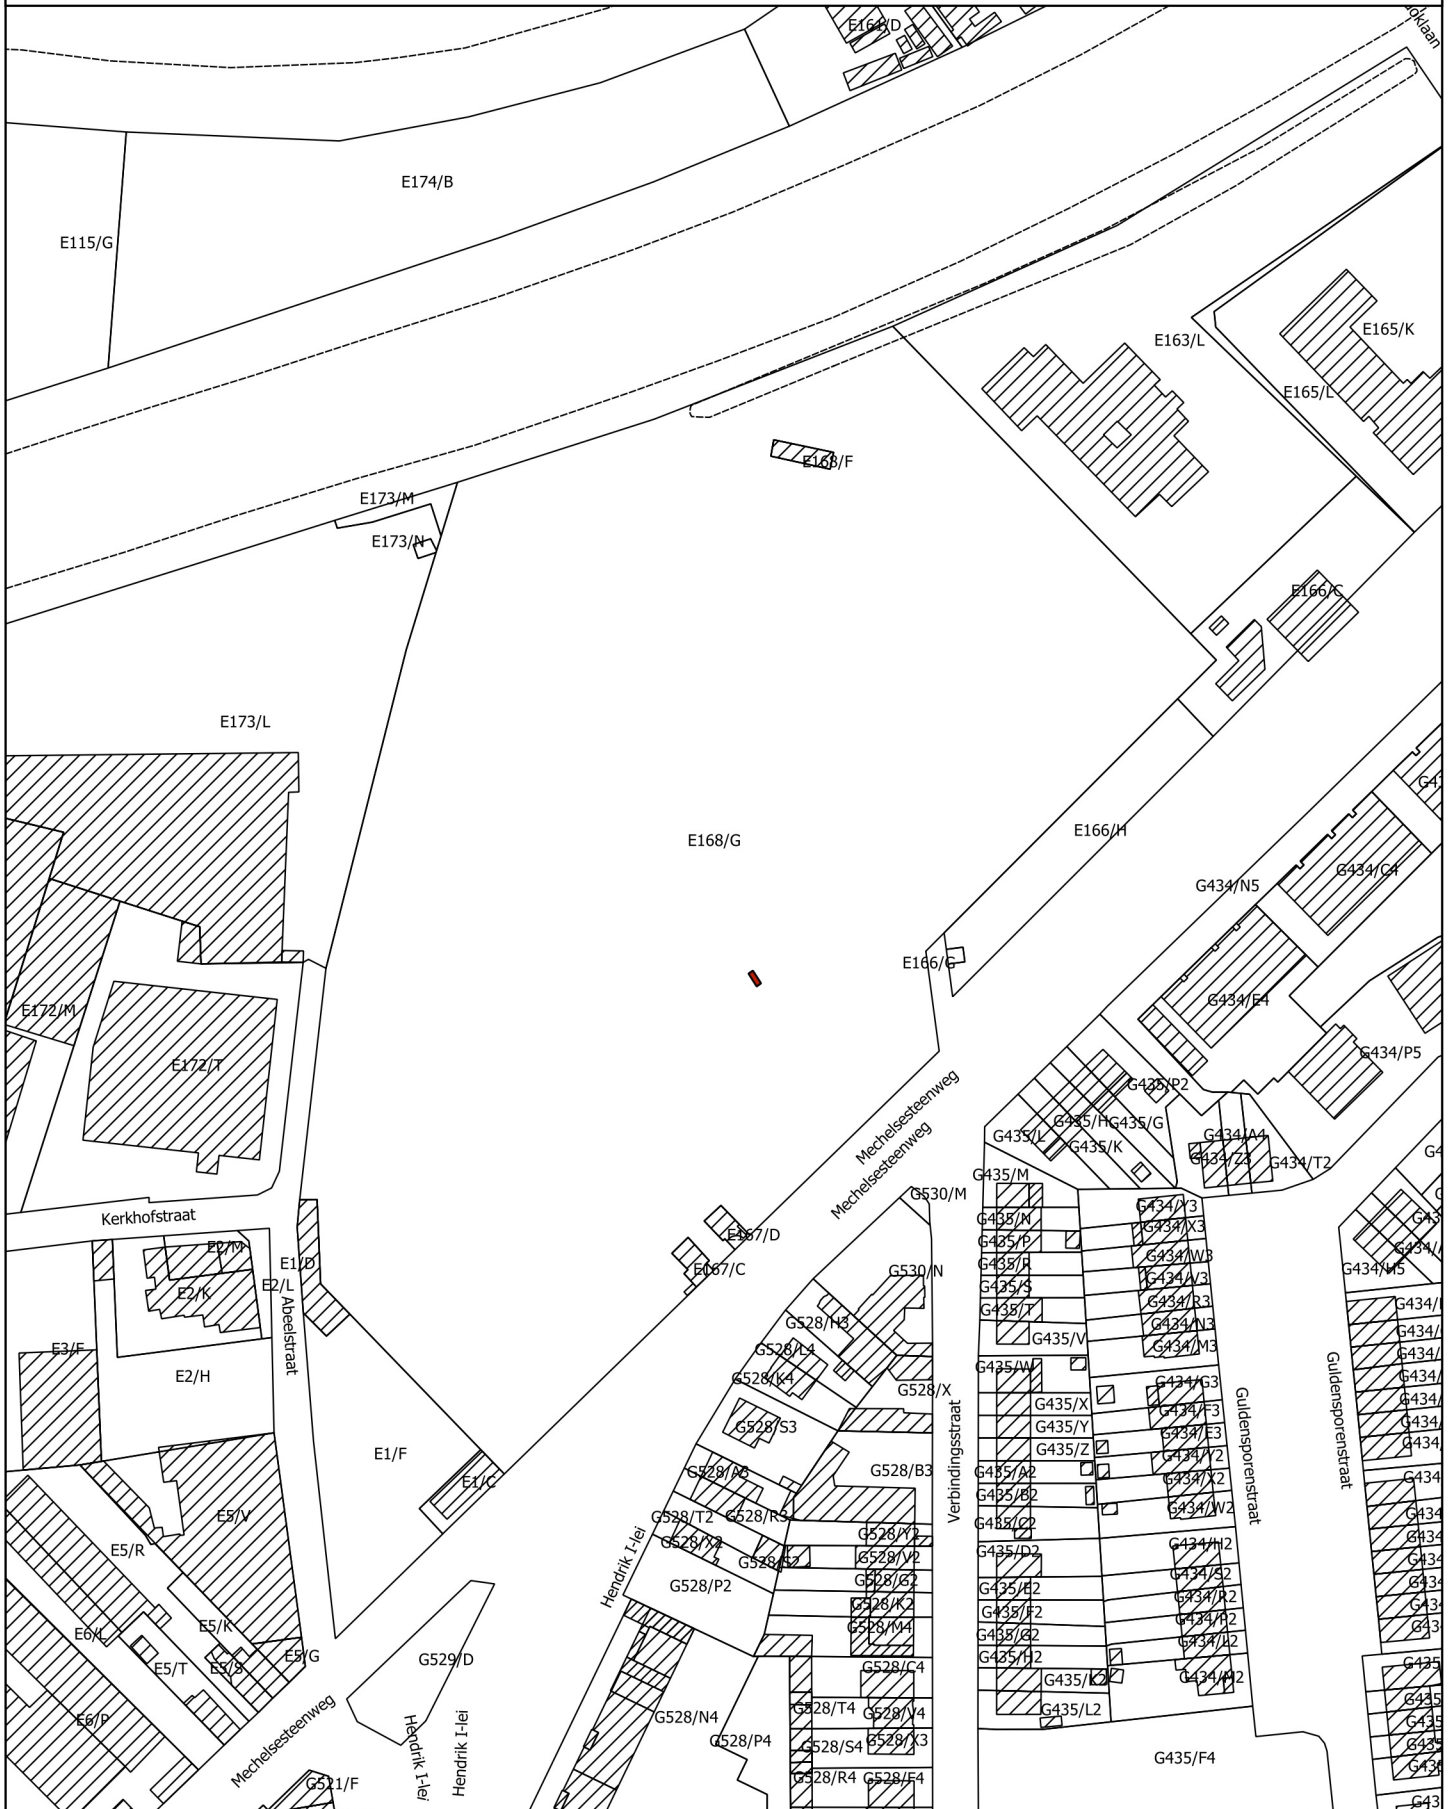 E161/D
oklaan
E174/B
E115/G
E163/L
E165/K
E165/L
E168/F
E173/M
E173/N
E166/C
E173/L
E168/G
E166/H
G434/C4
G434/N5
E166/G
G434/E4
E172/M
E172/T
G434/P5
G435/P2
Mechelsesteenweg
Mechelsesteenweg
G435/H
G435/G
G435/L
G435/K
G434/A4
G434/Z3
G434/T2
G435/M
G530/M
Kerkhofstraat
G434/Y3
G435/N
G434/X3
E167/D
G435/P
E2/M
G434/W3
E1/D
G435/R
E167/C
G530/N
G434/V3
G434/H5
E2/L
G435/S
E2/K
G434/R3
G435/T
G528/H3
G434/N3
Abeelstraat
G435/V
G434/M3
E3/F
G528/L4
G435/W
E2/H
G528/K4
G434/G3
G528/X
Guldensporenstraat
Guldensporenstraat
G435/X
G434/F3
G528/S3
G435/Y
G434/E3
Verbindingsstraat
E1/F
G435/Z
G434/Y2
G528/A3
G528/B3
G435/A2
G434/X2
E1/C
G435/B2
G434/W2
E5/V
G528/T2
G528/R3
G435/C2
G528/Y2
G528/X2
G434/H2
E5/R
G435/D2
G528/S2
G528/V2
Hendrik I-lei
G528/G2
G434/S2
G528/P2
G435/E2
G434/R2
G528/K2
G435/F2
G434/P2
E5/K
G528/M4
E6/L
G435/G2
G434/L2
E5/G
G529/D
G435/H2
E5/T
E5/S
G528/C4
G435/K2
G434/M2
G528/T4
G435/L2
G528/V4
G528/N4
E6/P
G528/P4
G528/X3
G528/S4
Mechelsesteenweg
Hendrik I-lei
Hendrik I-lei
G435/F4
G528/R4
G528/F4
G521/F